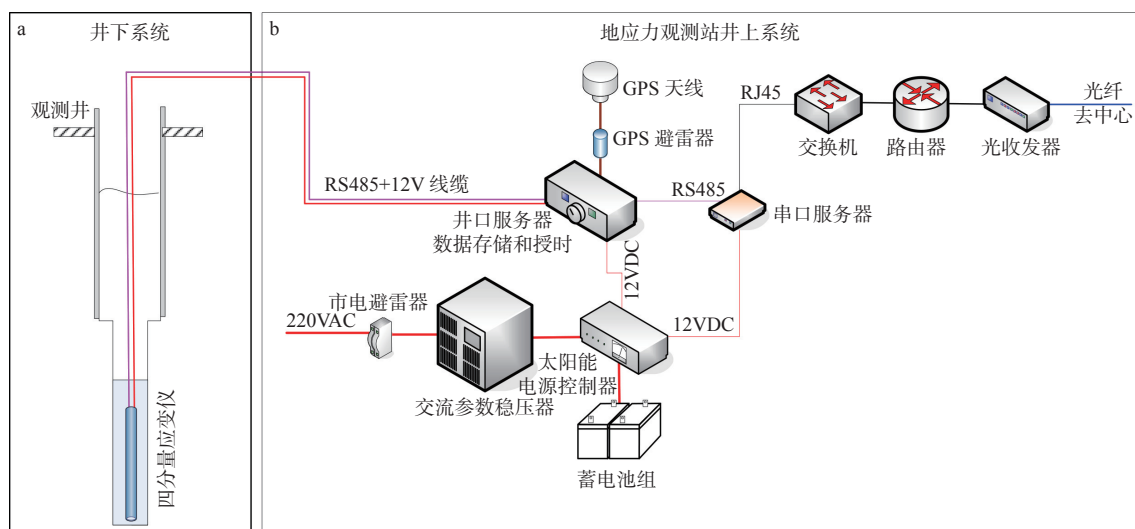 a
井下系统
观测井
四分量应变仪
b
地应力观测站井上系统
GPS 天线
GPS 避雷器
RJ45
交换机
路由器
光收发器
光纤
去中心
RS485+12V 线缆
RS485
井口服务器
数据存储和授时
串口服务器
12VDC
市电避雷器
220VAC
12VDC
太阳能
电源控制器
交流参数稳压器
蓄电池组